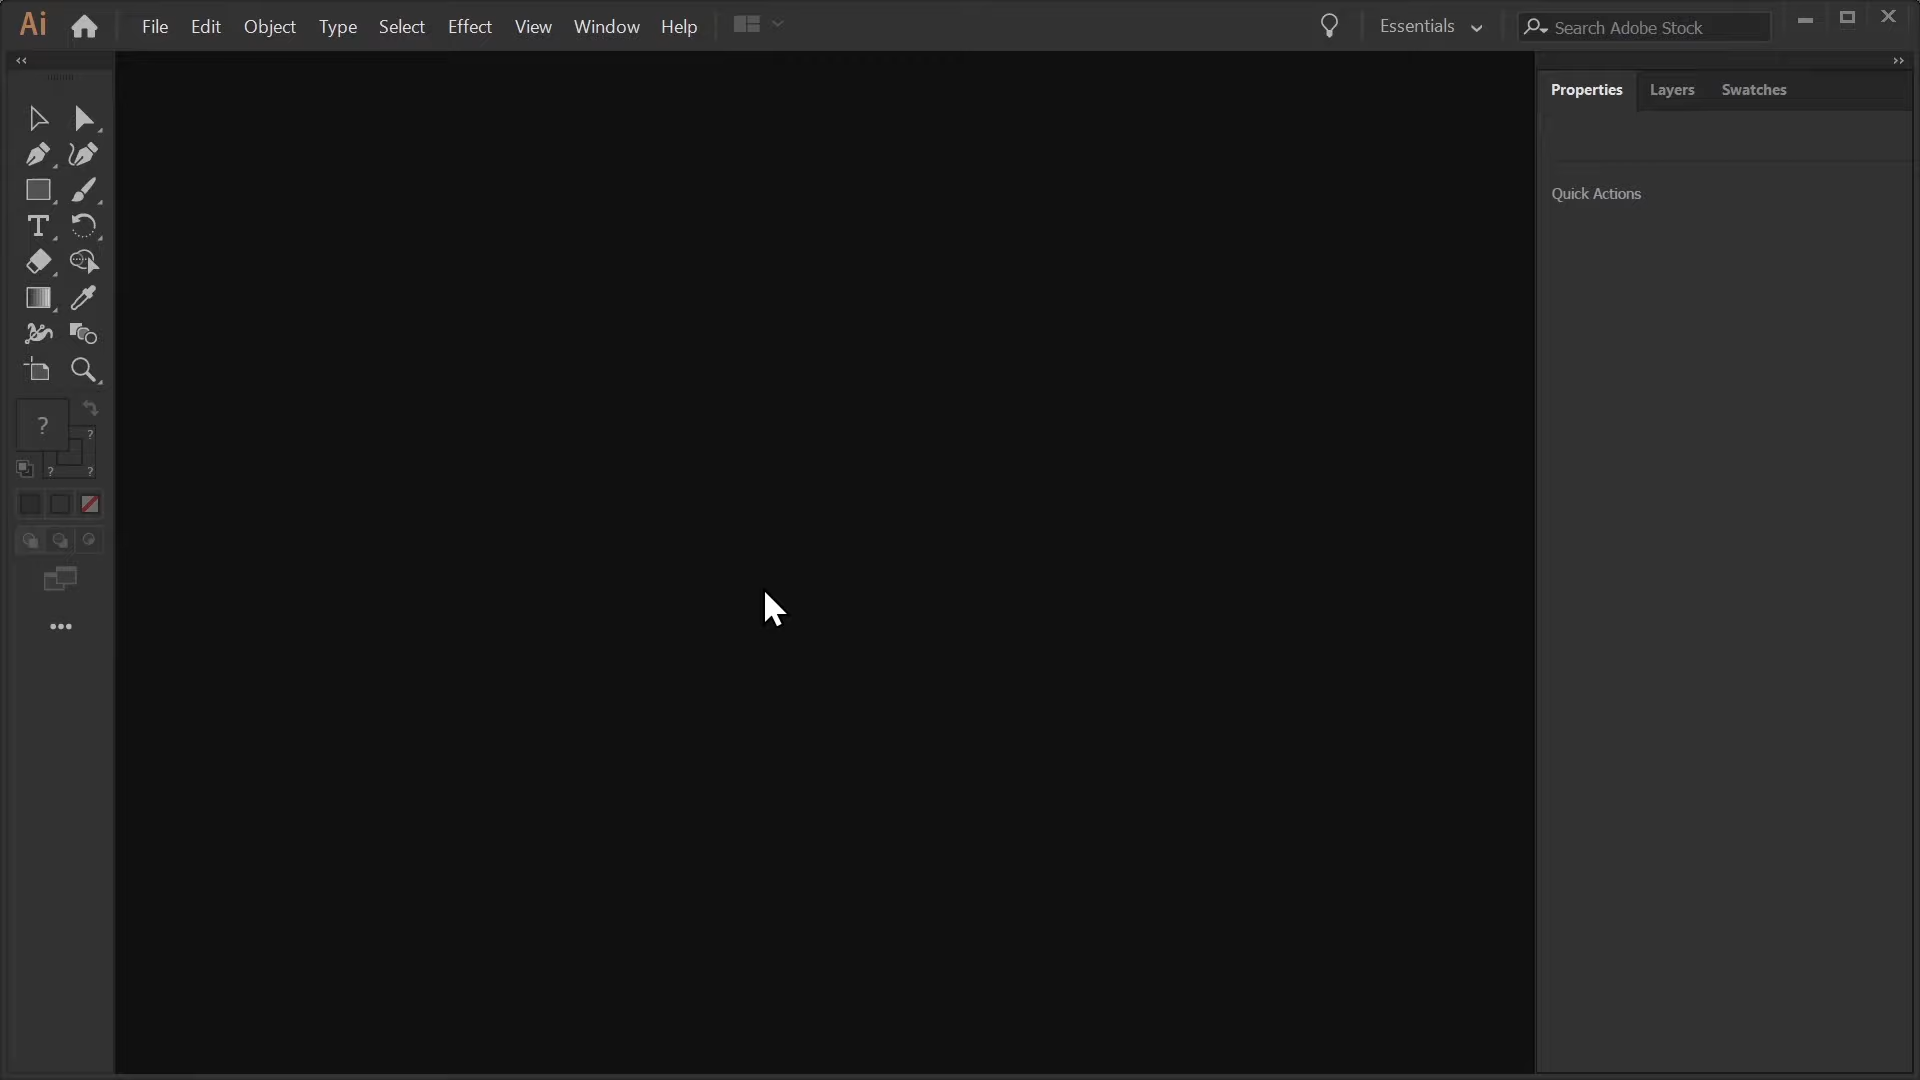 Ai File Edit Object Type Select Effect View Window Help Essentials Search Adobe Stock
Properties Layers Swatches
Quick Actions
?
?
? ?